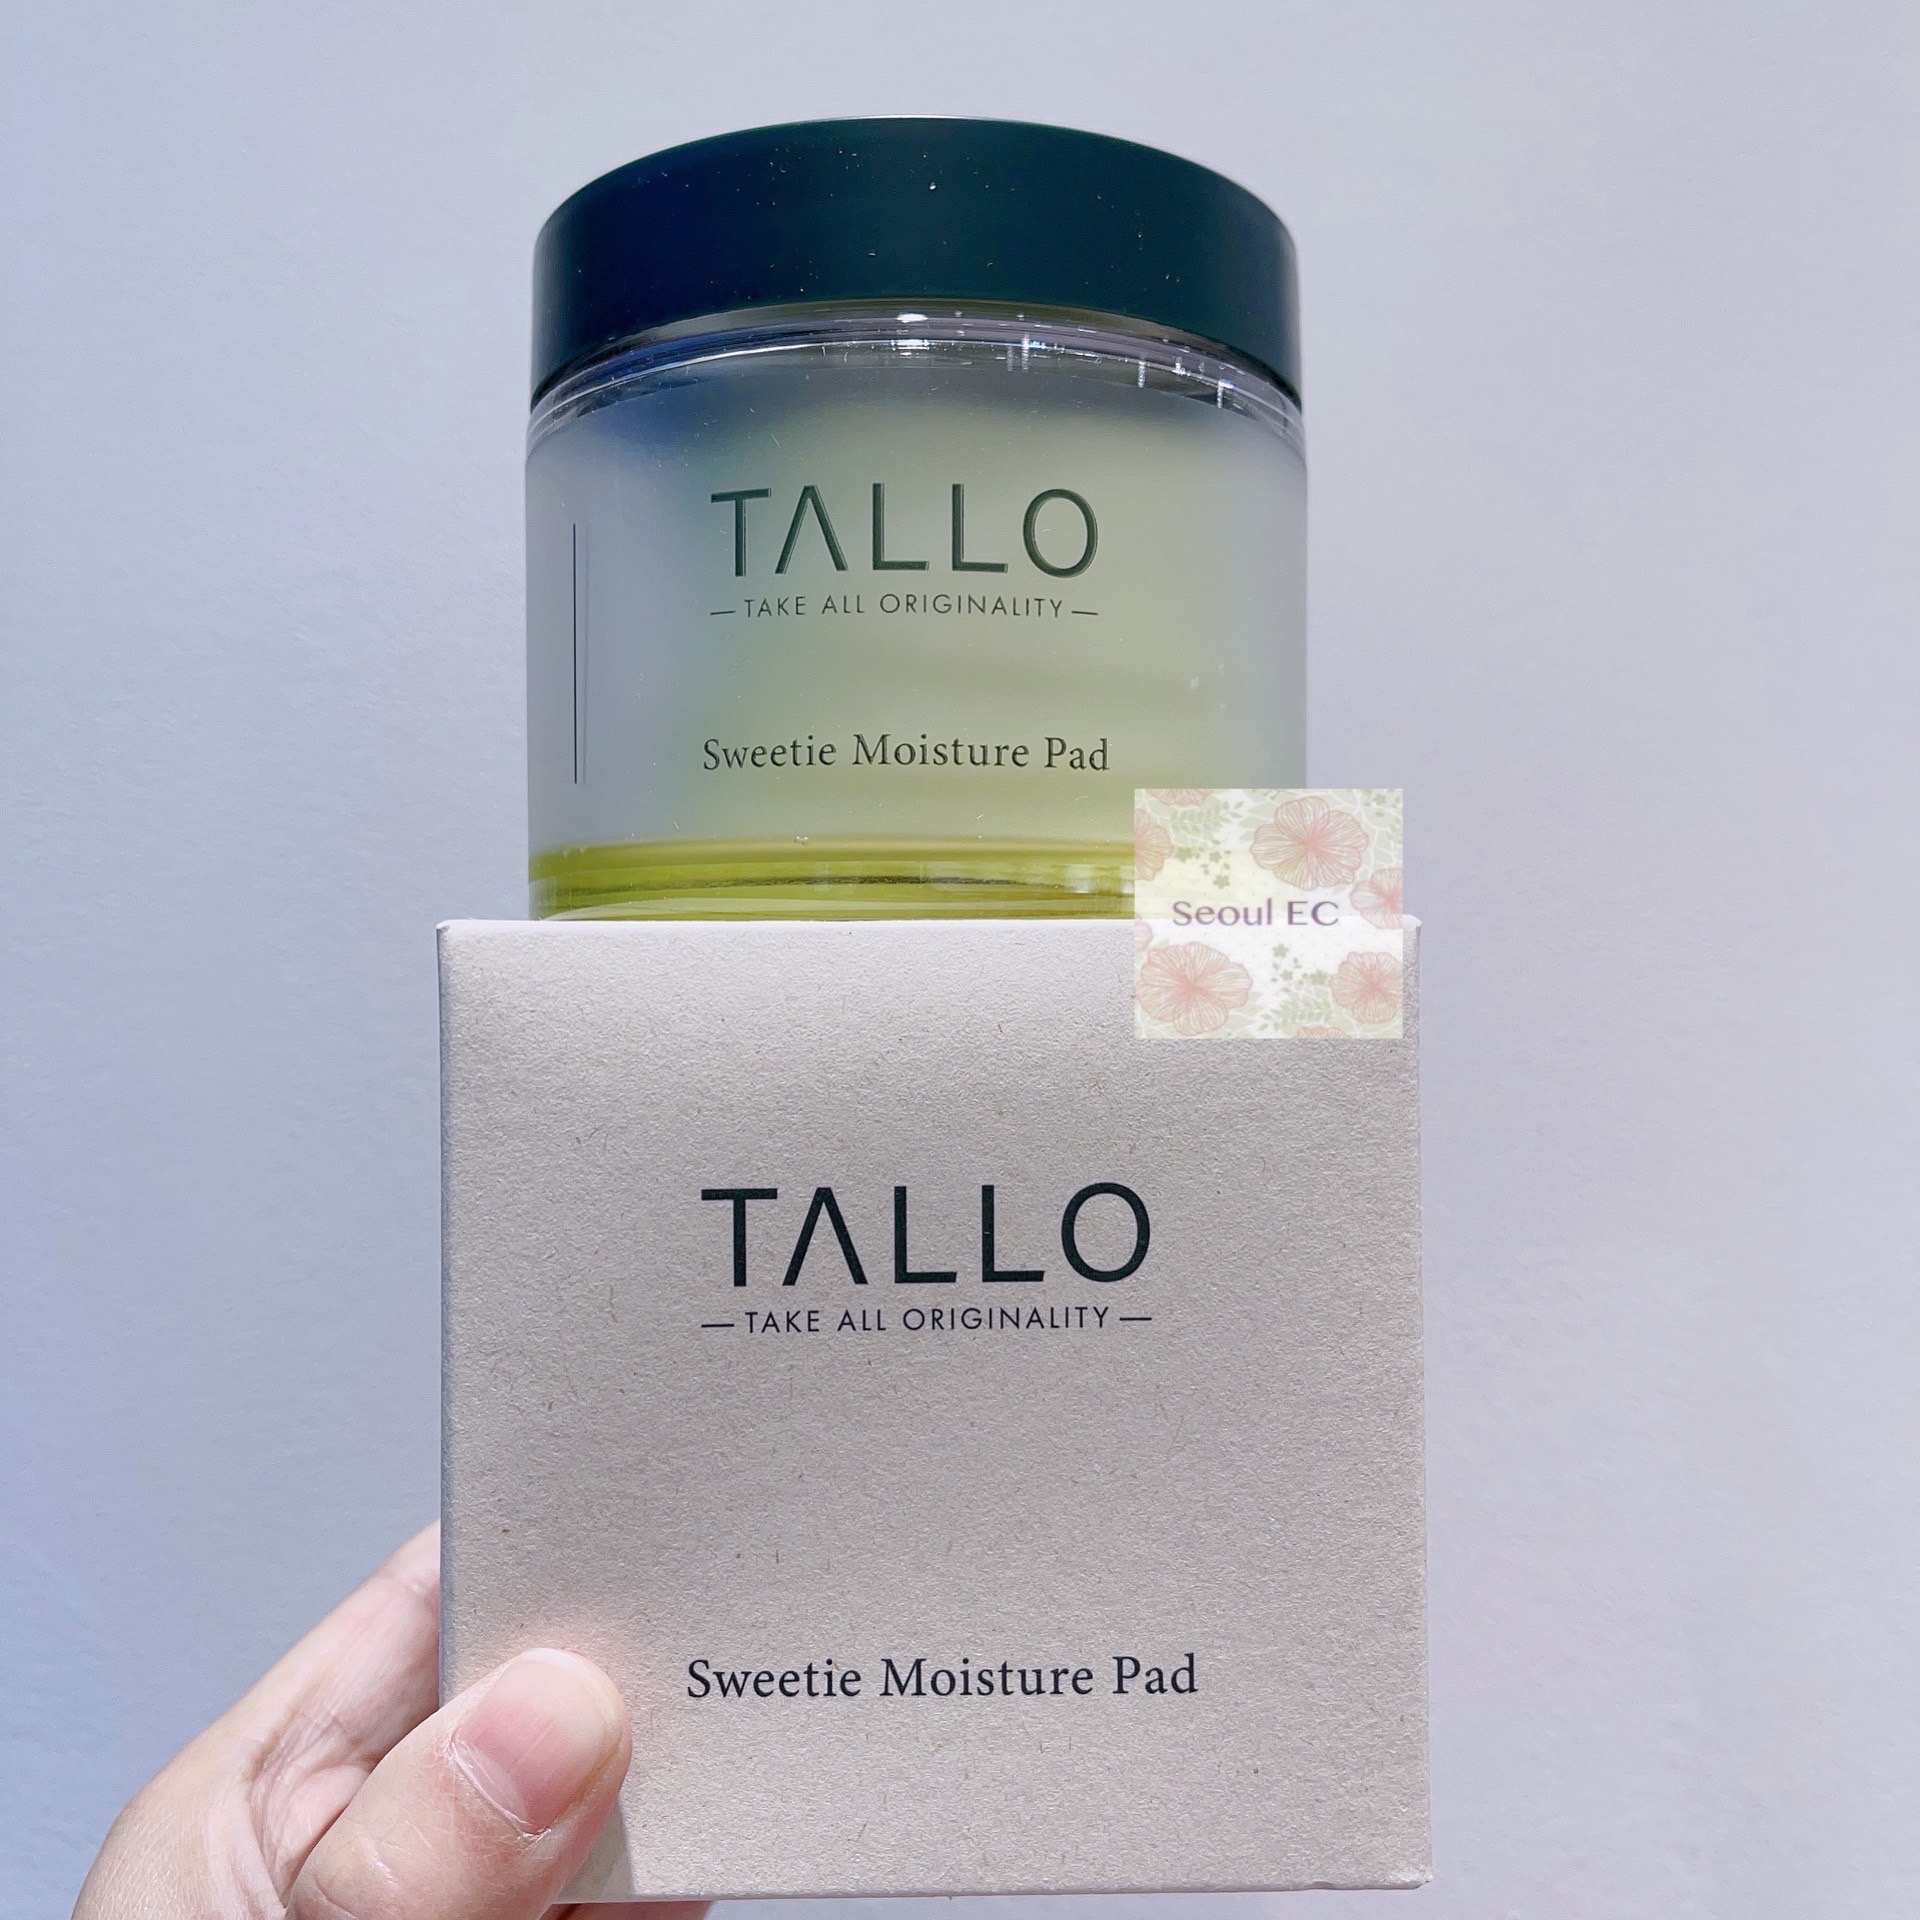 TALLO
— TAKE ALL ORIGINALITY —
Sweetie Moisture Pad
Seoul EC
TALLO
— TAKE ALL ORIGINALITY —
Sweetie Moisture Pad